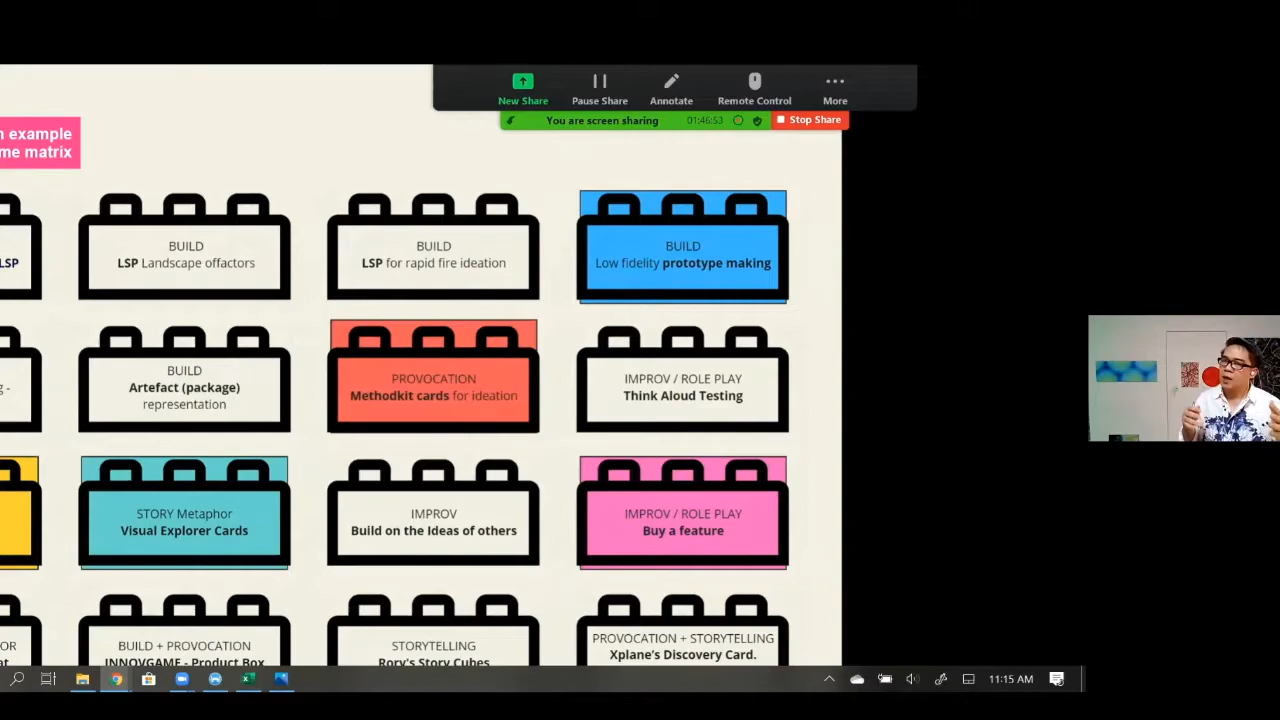 New Share
Pause Share
Annotate
Remote Control
More
You are screen sharing
01:46:53
Stop Share
example
me matrix
LSP
BUILD
LSP Landscape offactors
BUILD
LSP for rapid fire ideation
BUILD
Low fidelity prototype making
BUILD
Artefact (package)
representation
PROVOCATION
Methodkit cards for ideation
IMPROV / ROLE PLAY
Think Aloud Testing
STORY Metaphor
Visual Explorer Cards
IMPROV
Build on the Ideas of others
IMPROV / ROLE PLAY
Buy a feature
OR
at
BUILD + PROVOCATION
INNOVGAME - Product Box
STORYTELLING
Rory's Story Cubes
PROVOCATION + STORYTELLING
Xplane's Discovery Card.
11:15 AM